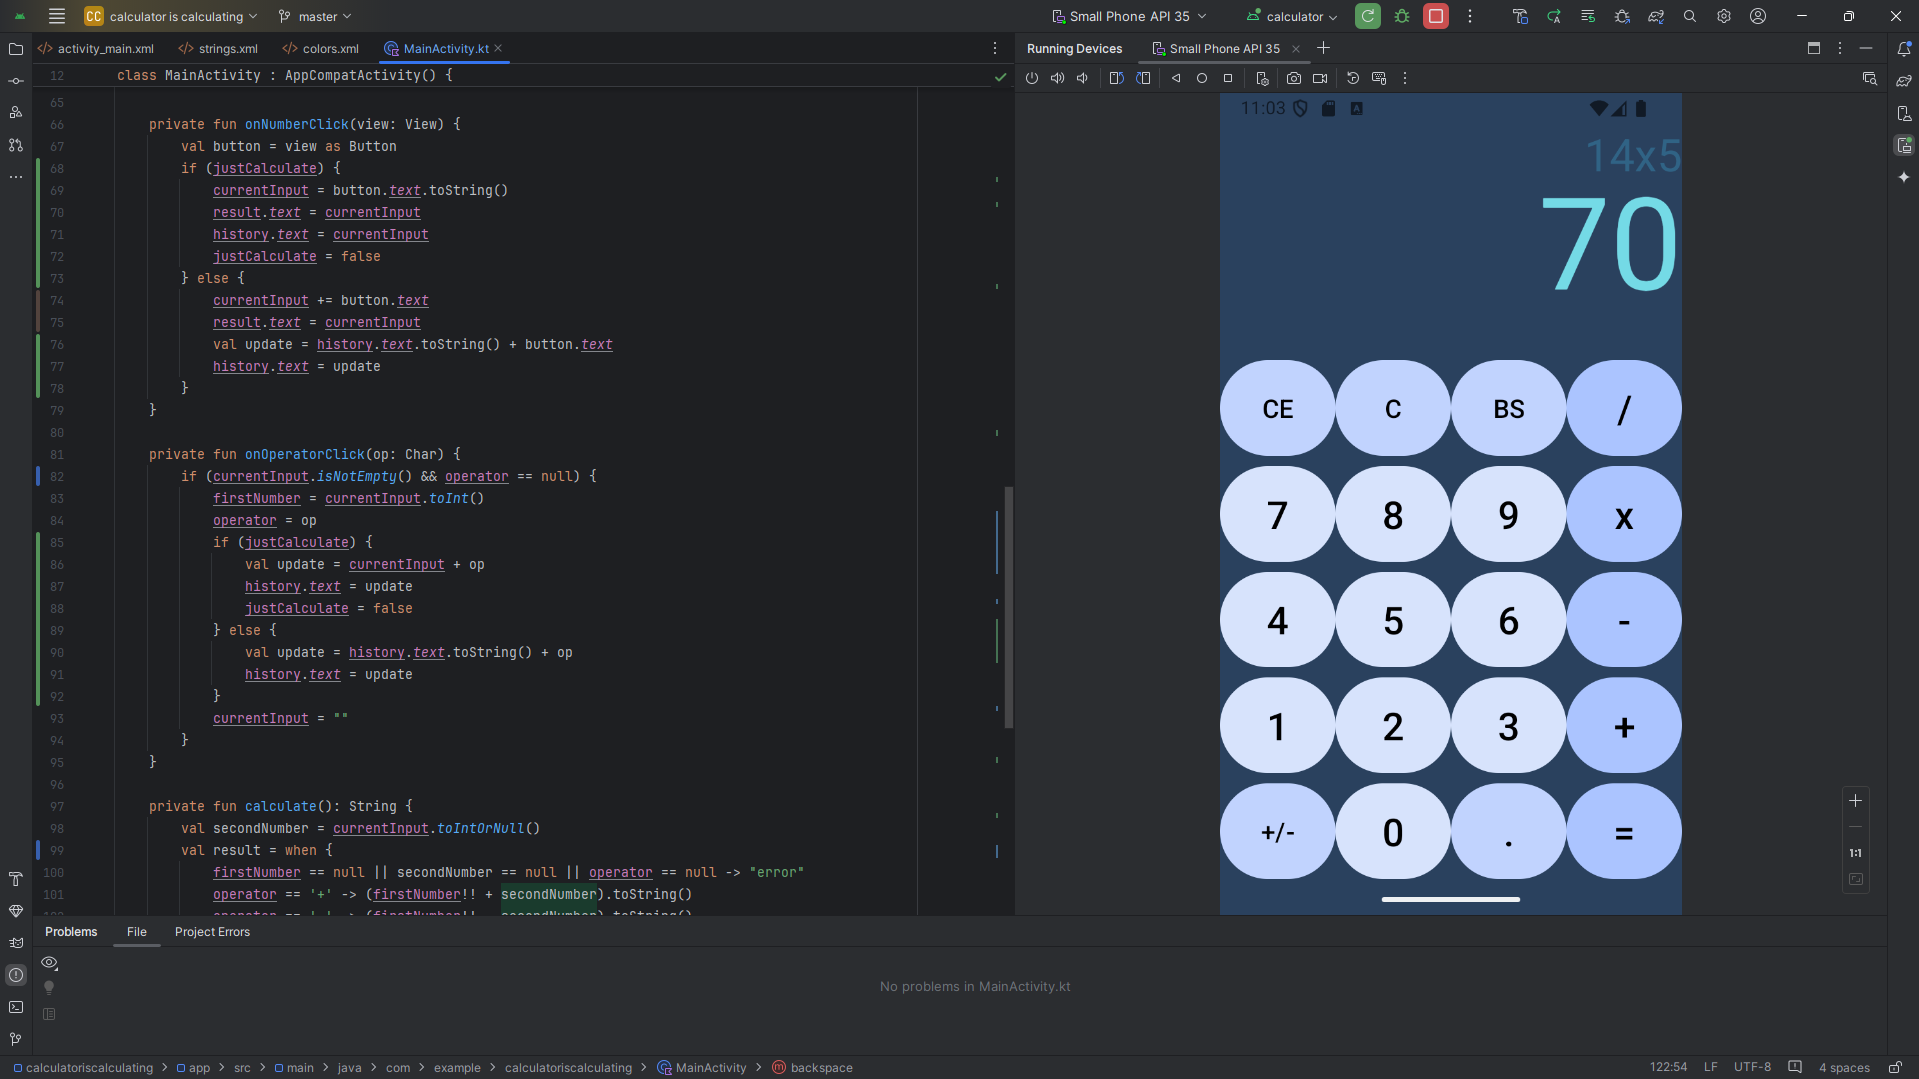 CC calculator is calculating master Small Phone API 35 calculator
activity_main.xml strings.xml colors.xml MainActivity.kt Running Devices Small Phone API 35
12 class MainActivity : AppCompatActivity() {
65
66 private fun onNumberClick(view: View) {
67 val button = view as Button
68 if (justCalculate) {
69 currentInput = button.text.toString()
70 result.text = currentInput
71 history.text = currentInput
72 justCalculate = false
73 } else {
74 currentInput += button.text
75 result.text = currentInput
76 val update = history.text.toString() + button.text
77 history.text = update
78 }
79 }
80
81 private fun onOperatorClick(op: Char) {
82 if (currentInput.isNotEmpty() && operator == null) {
83 firstNumber = currentInput.toInt()
84 operator = op
85 if (justCalculate) {
86 val update = currentInput + op
87 history.text = update
88 justCalculate = false
89 } else {
90 val update = history.text.toString() + op
91 history.text = update
92 }
93 currentInput = ""
94 }
95 }
96
97 private fun calculate(): String {
98 val secondNumber = currentInput.toIntOrNull()
99 val result = when {
100 firstNumber == null || secondNumber == null || operator == null -> "error"
101 operator == '+' -> (firstNumber!! + secondNumber).toString()
11:03
14x5
70
CE C BS /
7 8 9 x
4 5 6 -
1 2 3 +
+/- 0 . =
1:1
Problems File Project Errors
No problems in MainActivity.kt
calculatoriscalculating > app > src > main > java > com > example > calculatoriscalculating > MainActivity > backspace 122:54 LF UTF-8 4 spaces